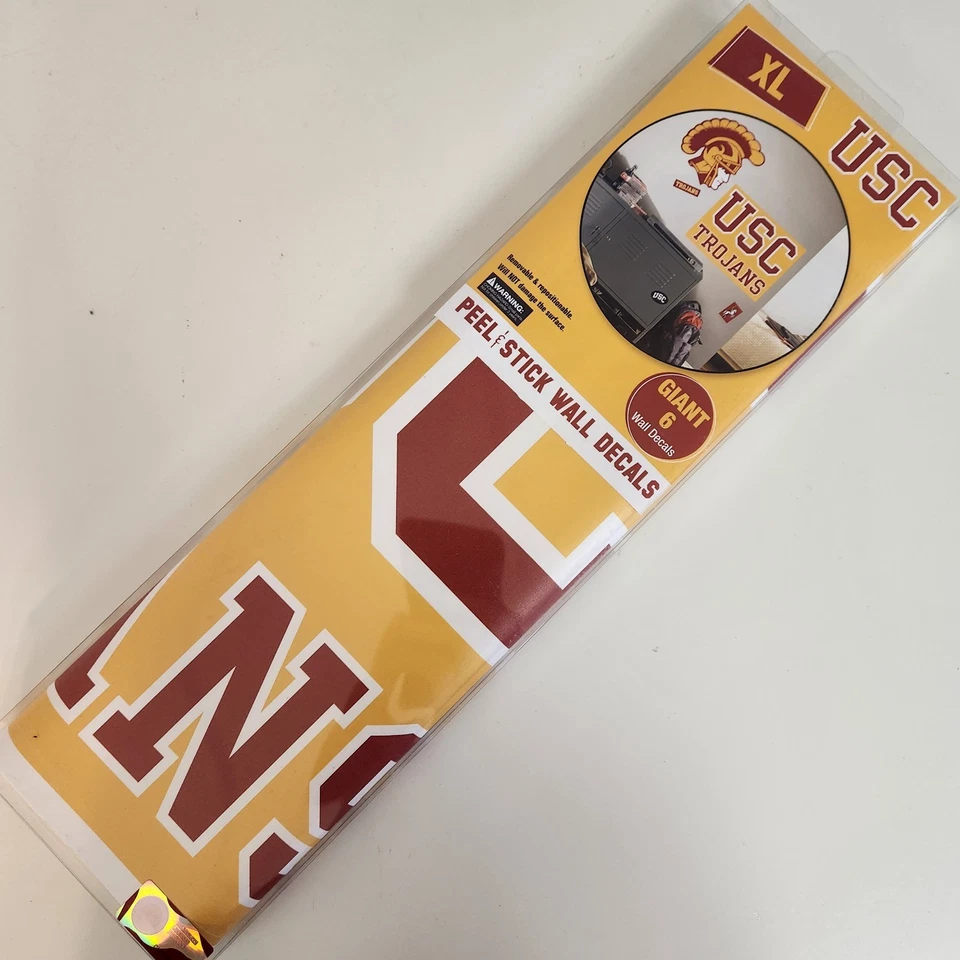 XL
USC
TROJANS
USC
TROJANS
USC
Removable & repositionable.
Will NOT damage the surface.
WARNING:
PEEL & STICK WALL DECALS
GIANT
6
Wall Decals
NS